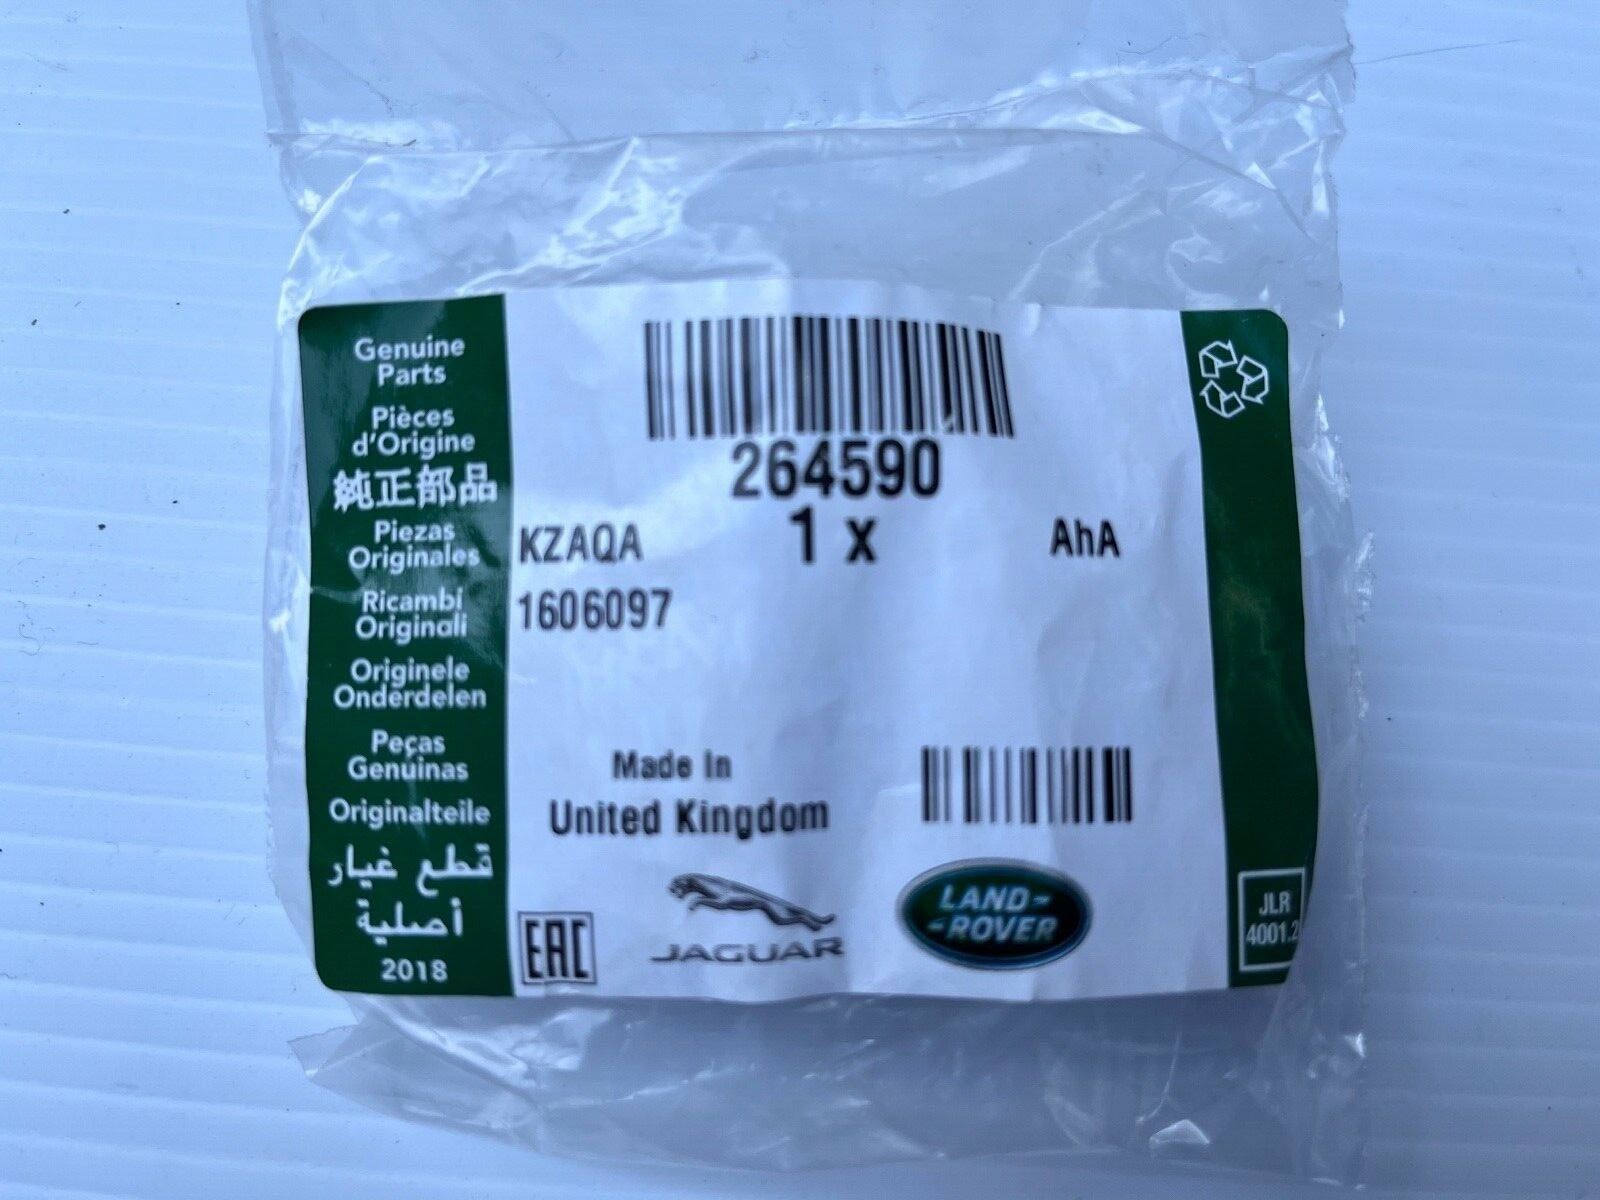 Genuine
Parts
Pièces
d'Origine
純正部品
Piezas
Originales
Ricambi
Originali
Originele
Onderdelen
Peças
Genuinas
Originalteile
قطع غيار
أصلية
2018
264590
KZAQA 1 x AhA
1606097
Made In
United Kingdom
EAC
JAGUAR
LAND-
-ROVER
JLR
4001.2